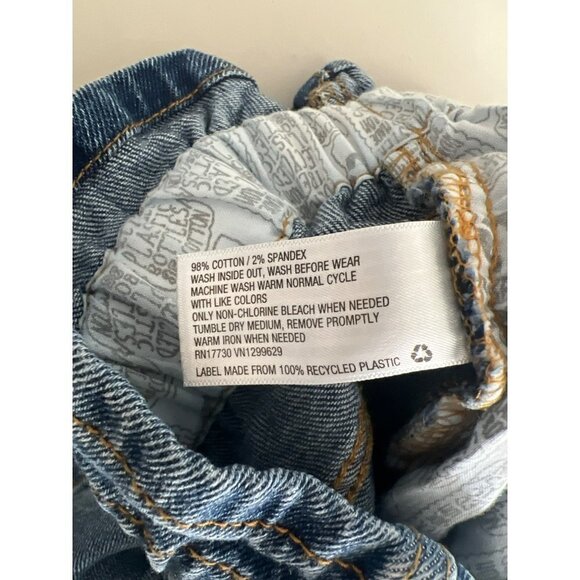 98% COTTON / 2% SPANDEX
WASH INSIDE OUT, WASH BEFORE WEAR
MACHINE WASH WARM NORMAL CYCLE
WITH LIKE COLORS
ONLY NON-CHLORINE BLEACH WHEN NEEDED
TUMBLE DRY MEDIUM, REMOVE PROMPTLY
WARM IRON WHEN NEEDED
RN17730 VN1299629
LABEL MADE FROM 100% RECYCLED PLASTIC
PLASTIC
BOTTLES